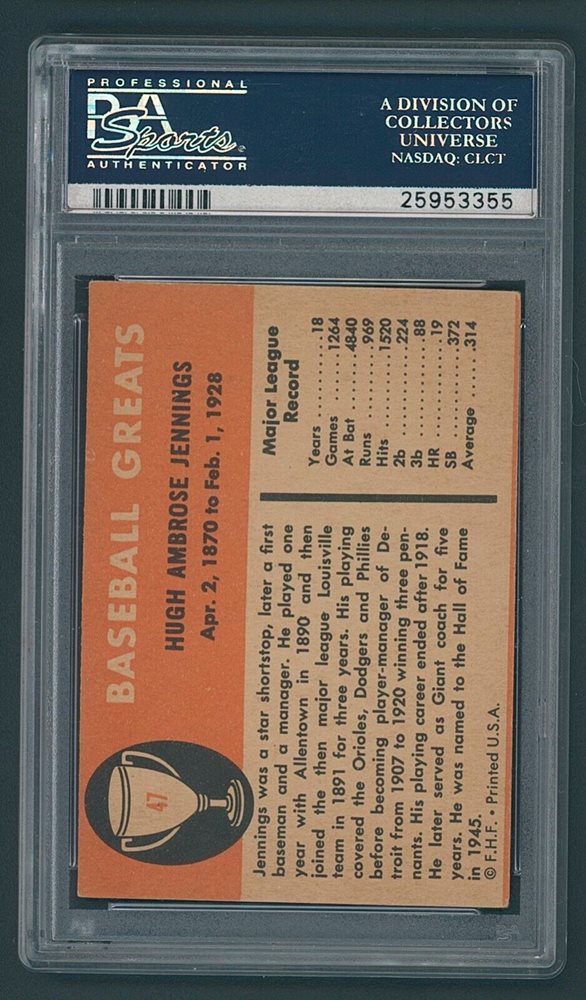 PROFESSIONAL
PSA
Sports
AUTHENTICATOR
A DIVISION OF
COLLECTORS
UNIVERSE
NASDAQ: CLCT
25953355
47
BASEBALL GREATS
HUGH AMBROSE JENNINGS
Apr. 2, 1870 to Feb. 1, 1928
Jennings was a star shortstop, later a first
baseman and a manager. He played one
year with Allentown in 1890 and then
joined the then major league Louisville
team in 1891 for three years. His playing
covered the Orioles, Dodgers and Phillies
before becoming player-manager of De-
troit from 1907 to 1920 winning three pen-
nants. His playing career ended after 1918.
He later served as Giant coach for five
years. He was named to the Hall of Fame
in 1945.
© F.H.F. • Printed U.S.A.
Major League
Record
Years ..........18
Games ........1264
At Bat ........4840
Runs ..........969
Hits ..........1520
2b ............224
3b .............88
HR .............19
SB ............372
Average ......314